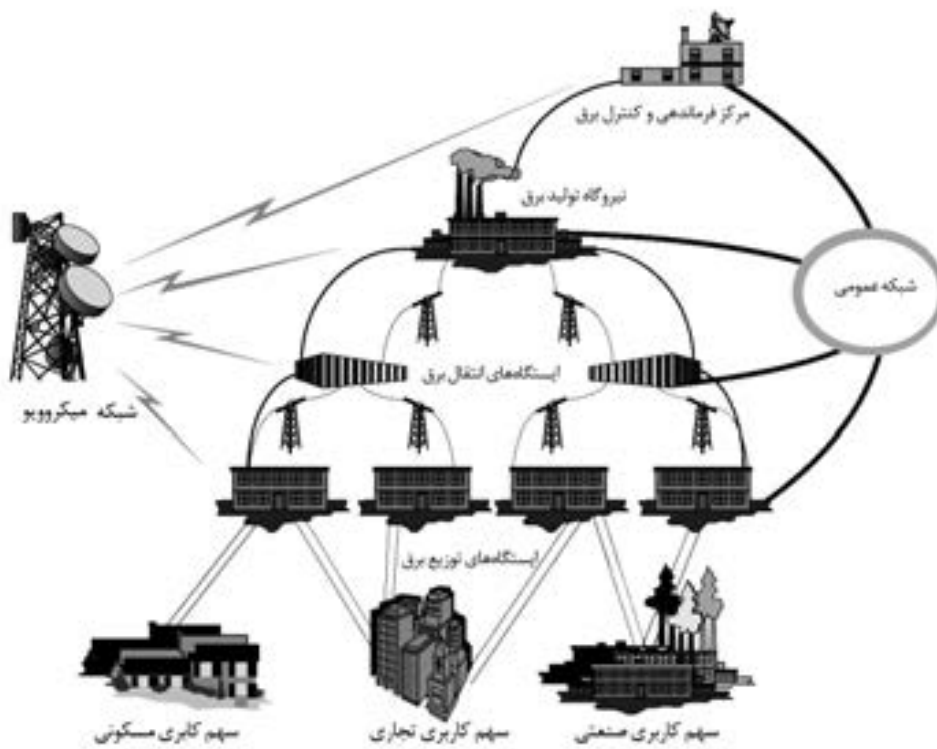 مرکز فرماندهی و کنترل برق
نیروگاه تولید برق
شبکه عمومی
ایستگاه‌های انتقال برق
شبکه میکروویو
ایستگاه‌های توزیع برق
سهم کاربری صنعتی
سهم کاربری تجاری
سهم کابری مسکونی